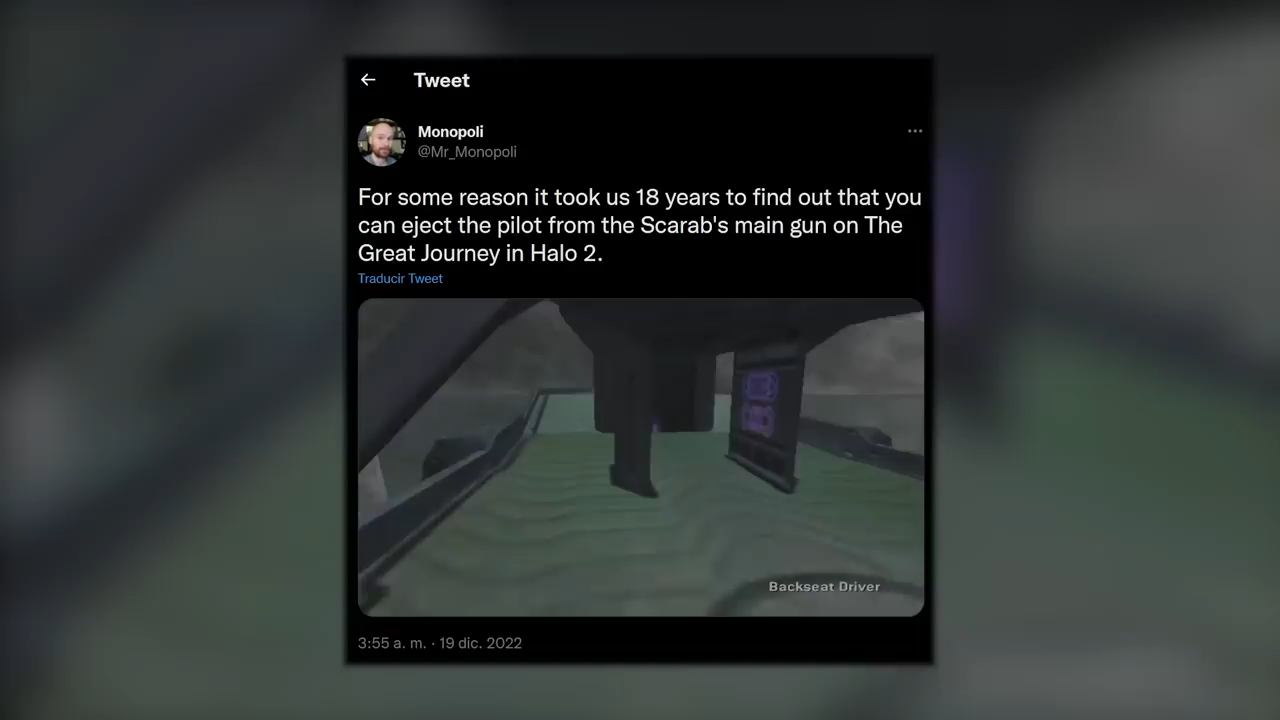 Tweet
Monopoli
@Mr_Monopoli
For some reason it took us 18 years to find out that you
can eject the pilot from the Scarab's main gun on The
Great Journey in Halo 2.
Traducir Tweet
Backseat Driver
3:55 a. m. · 19 dic. 2022